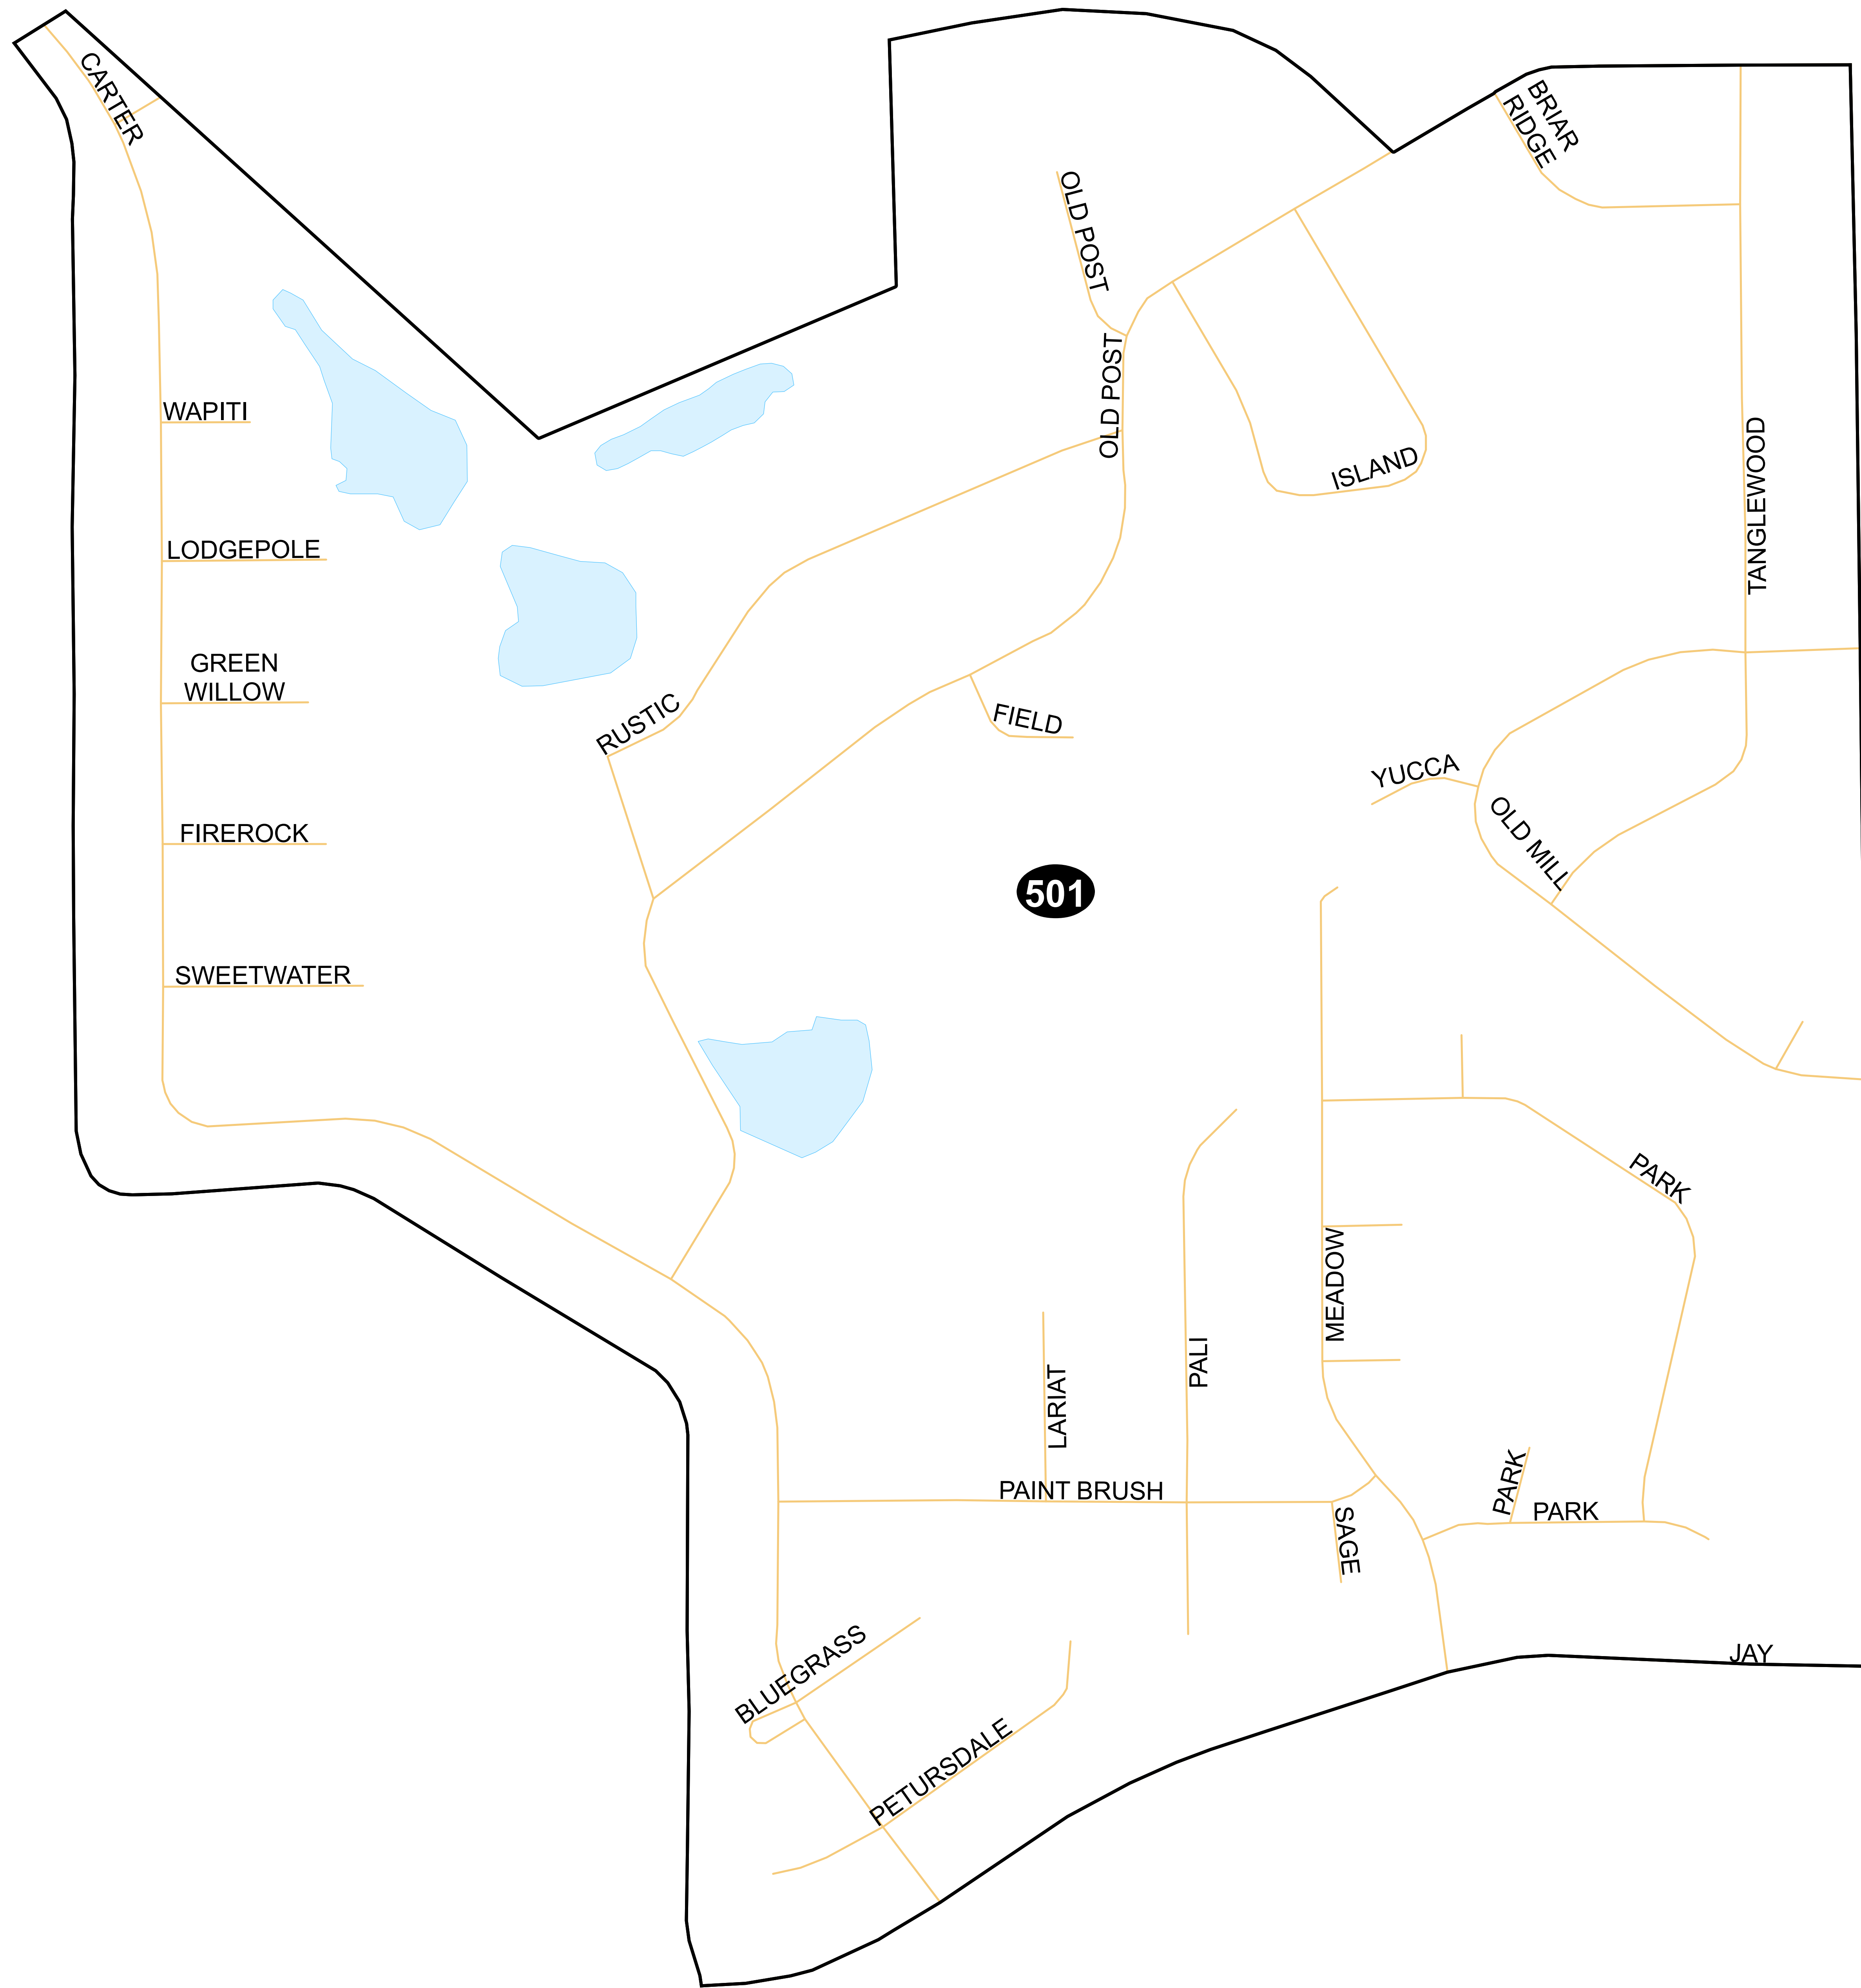 CARTER
BRIAR
RIDGE
OLD POST
OLD POST
WAPITI
ISLAND
TANGLEWOOD
LODGEPOLE
GREEN
WILLOW
RUSTIC
FIELD
YUCCA
OLD MILL
FIREROCK
501
SWEETWATER
PARK
MEADOW
PALI
LARIAT
PAINT BRUSH
PARK
PARK
SAGE
BLUEGRASS
JAY
PETURSDALE